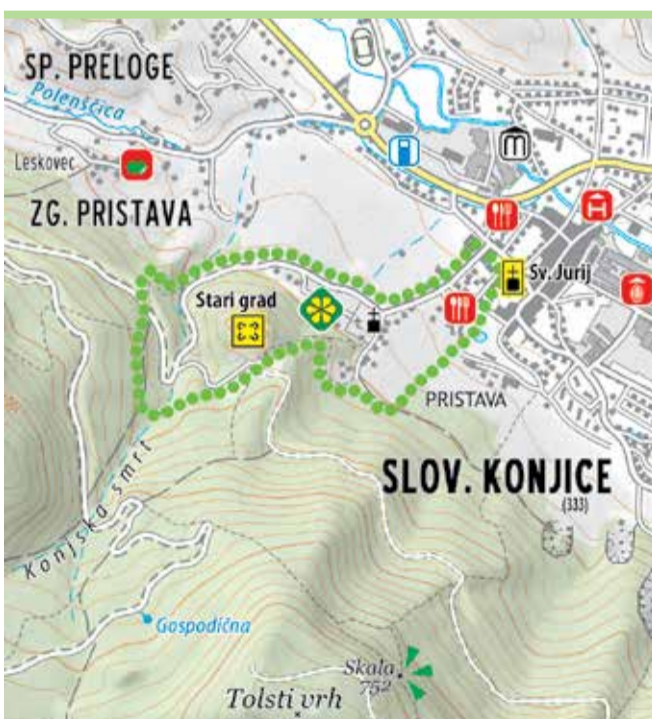 SP. PRELOGE
Polenščica
Leskovec
ZG. PRISTAVA
Stari grad
Sv. Jurij
PRISTAVA
SLOV. KONJICE
(333)
Konjska smrt
Gospodična
Skala
752
Tolsti vrh